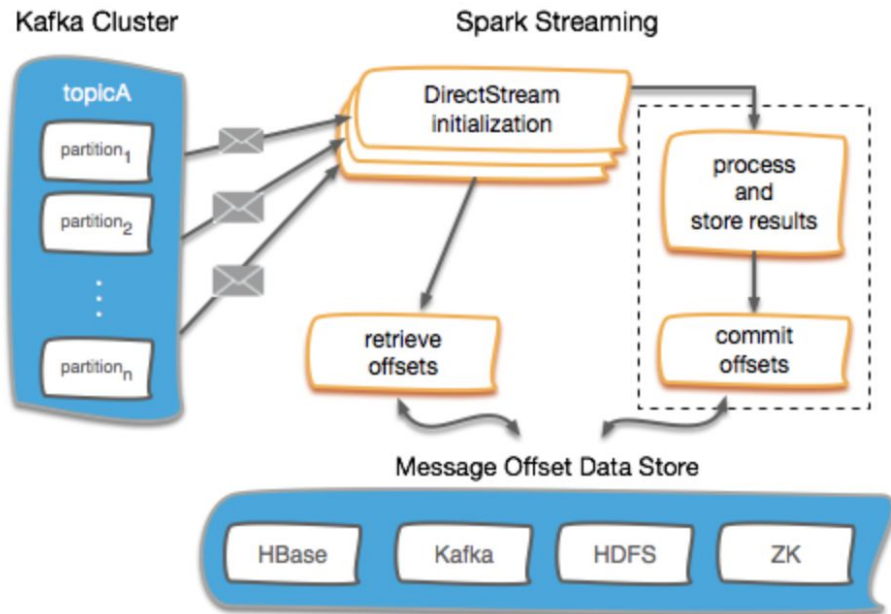 Kafka Cluster
Spark Streaming
topicA
partition1
partition2
partitionn
DirectStream
initialization
process
and
store results
retrieve
offsets
commit
offsets
Message Offset Data Store
HBase
Kafka
HDFS
ZK